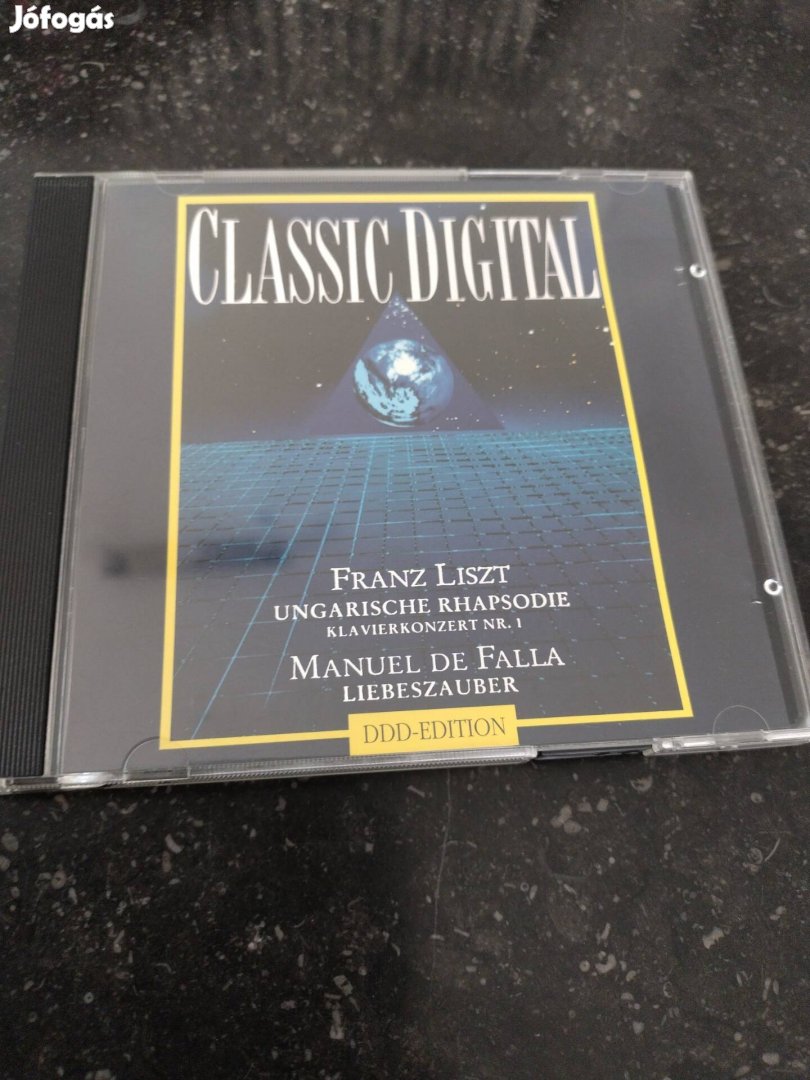 Jófogás
CLASSIC DIGITAL
FRANZ LISZT
UNGARISCHE RHAPSODIE
KLAVIERKONZERT NR. 1
MANUEL DE FALLA
LIEBESZAUBER
DDD-EDITION